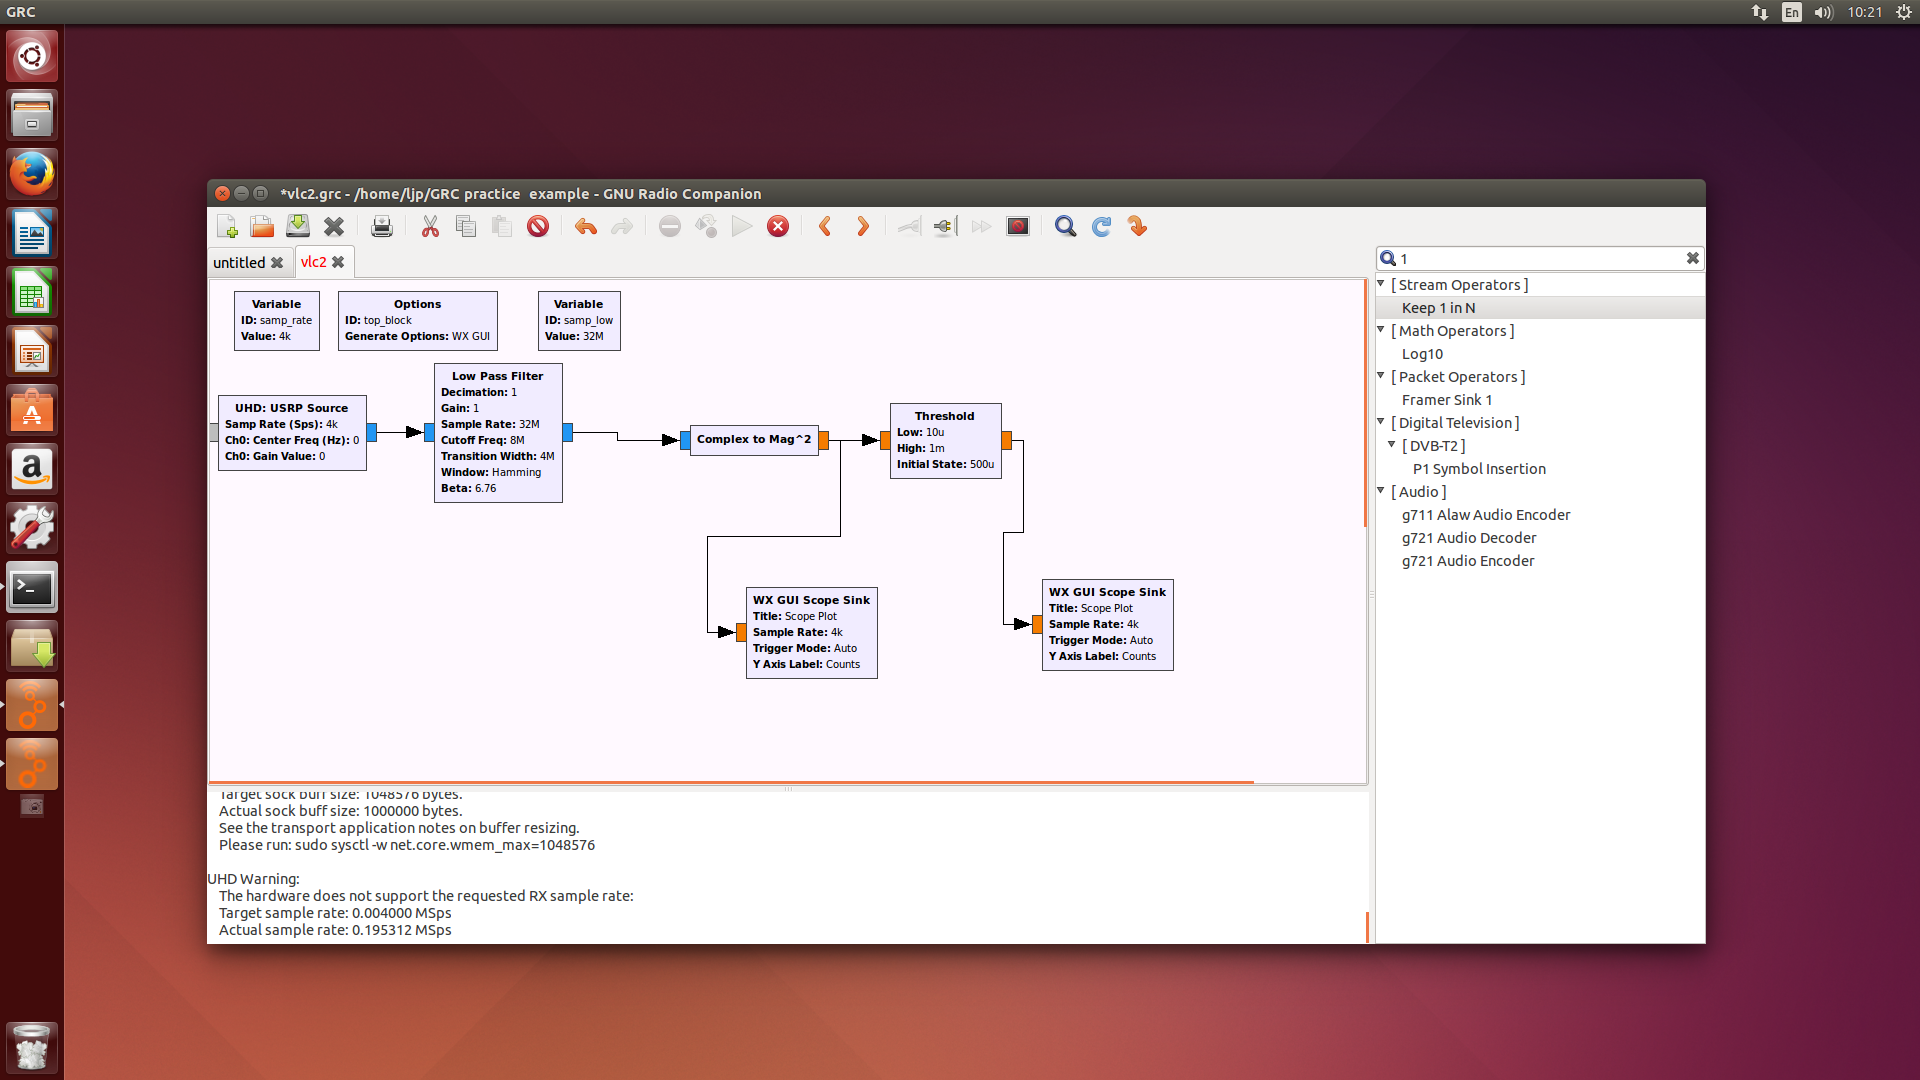 GRC
En
10:21
*vlc2.grc - /home/ljp/GRC practice  example - GNU Radio Companion
untitled
vlc2
1
Variable
ID: samp_rate
Value: 4k
Options
ID: top_block
Generate Options: WX GUI
Variable
ID: samp_low
Value: 32M
UHD: USRP Source
Samp Rate (Sps): 4k
Ch0: Center Freq (Hz): 0
Ch0: Gain Value: 0
Low Pass Filter
Decimation: 1
Gain: 1
Sample Rate: 32M
Cutoff Freq: 8M
Transition Width: 4M
Window: Hamming
Beta: 6.76
Complex to Mag^2
Threshold
Low: 10u
High: 1m
Initial State: 500u
WX GUI Scope Sink
Title: Scope Plot
Sample Rate: 4k
Trigger Mode: Auto
Y Axis Label: Counts
WX GUI Scope Sink
Title: Scope Plot
Sample Rate: 4k
Trigger Mode: Auto
Y Axis Label: Counts
[ Stream Operators ]
Keep 1 in N
[ Math Operators ]
Log10
[ Packet Operators ]
Framer Sink 1
[ Digital Television ]
[ DVB-T2 ]
P1 Symbol Insertion
[ Audio ]
g711 Alaw Audio Encoder
g721 Audio Decoder
g721 Audio Encoder
Target sock buff size: 1048576 bytes.
Actual sock buff size: 1000000 bytes.
See the transport application notes on buffer resizing.
Please run: sudo sysctl -w net.core.wmem_max=1048576
UHD Warning:
The hardware does not support the requested RX sample rate:
Target sample rate: 0.004000 MSps
Actual sample rate: 0.195312 MSps